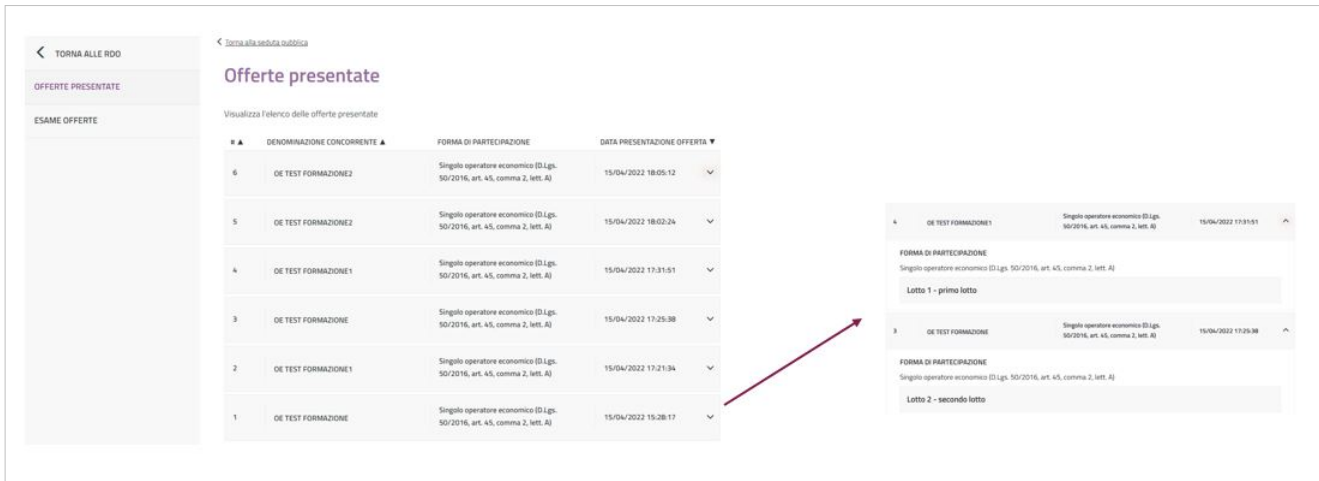 TORNA ALLE RDO
OFFERTE PRESENTATE
ESAME OFFERTE
Torna alla seduta pubblica
Offerte presentate
Visualizza l'elenco delle offerte presentate
# ▲ DENOMINAZIONE CONCORRENTE ▲ FORMA DI PARTECIPAZIONE DATA PRESENTAZIONE OFFERTA ▼
6 OE TEST FORMAZIONE2 Singolo operatore economico (D.Lgs. 15/04/2022 18:05:12
50/2016, art. 45, comma 2, lett. A)
5 OE TEST FORMAZIONE2 Singolo operatore economico (D.Lgs. 15/04/2022 18:02:24
50/2016, art. 45, comma 2, lett. A)
4 OE TEST FORMAZIONE1 Singolo operatore economico (D.Lgs. 15/04/2022 17:31:51
50/2016, art. 45, comma 2, lett. A)
3 OE TEST FORMAZIONE Singolo operatore economico (D.Lgs. 15/04/2022 17:25:38
50/2016, art. 45, comma 2, lett. A)
2 OE TEST FORMAZIONE1 Singolo operatore economico (D.Lgs. 15/04/2022 17:21:34
50/2016, art. 45, comma 2, lett. A)
1 OE TEST FORMAZIONE Singolo operatore economico (D.Lgs. 15/04/2022 15:28:17
50/2016, art. 45, comma 2, lett. A)
4 OE TEST FORMAZIONE1 Singolo operatore economico (D.Lgs. 15/04/2022 17:31:51
50/2016, art. 45, comma 2, lett. A)
FORMA DI PARTECIPAZIONE
Singolo operatore economico (D.Lgs. 50/2016, art. 45, comma 2, lett. A)
Lotto 1 - primo lotto
3 OE TEST FORMAZIONE Singolo operatore economico (D.Lgs. 15/04/2022 17:25:38
50/2016, art. 45, comma 2, lett. A)
FORMA DI PARTECIPAZIONE
Singolo operatore economico (D.Lgs. 50/2016, art. 45, comma 2, lett. A)
Lotto 2 - secondo lotto